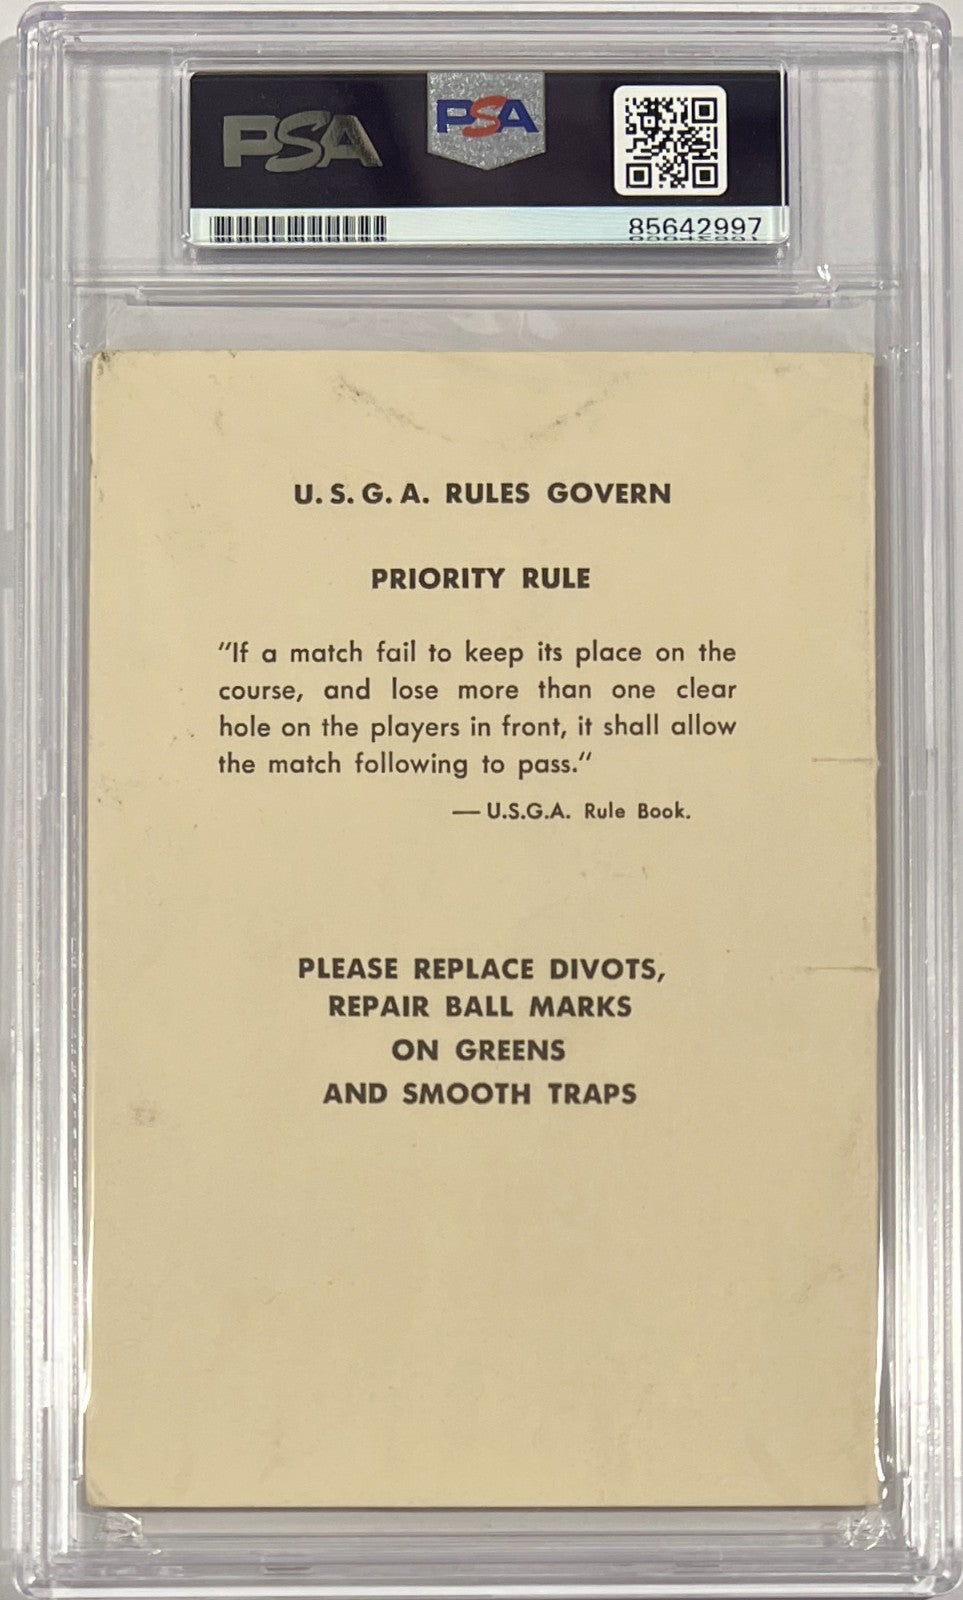 PSA
PSA
85642997
U. S. G. A. RULES GOVERN
PRIORITY RULE
"If a match fail to keep its place on the
course, and lose more than one clear
hole on the players in front, it shall allow
the match following to pass."
— U.S.G.A. Rule Book.
PLEASE REPLACE DIVOTS,
REPAIR BALL MARKS
ON GREENS
AND SMOOTH TRAPS